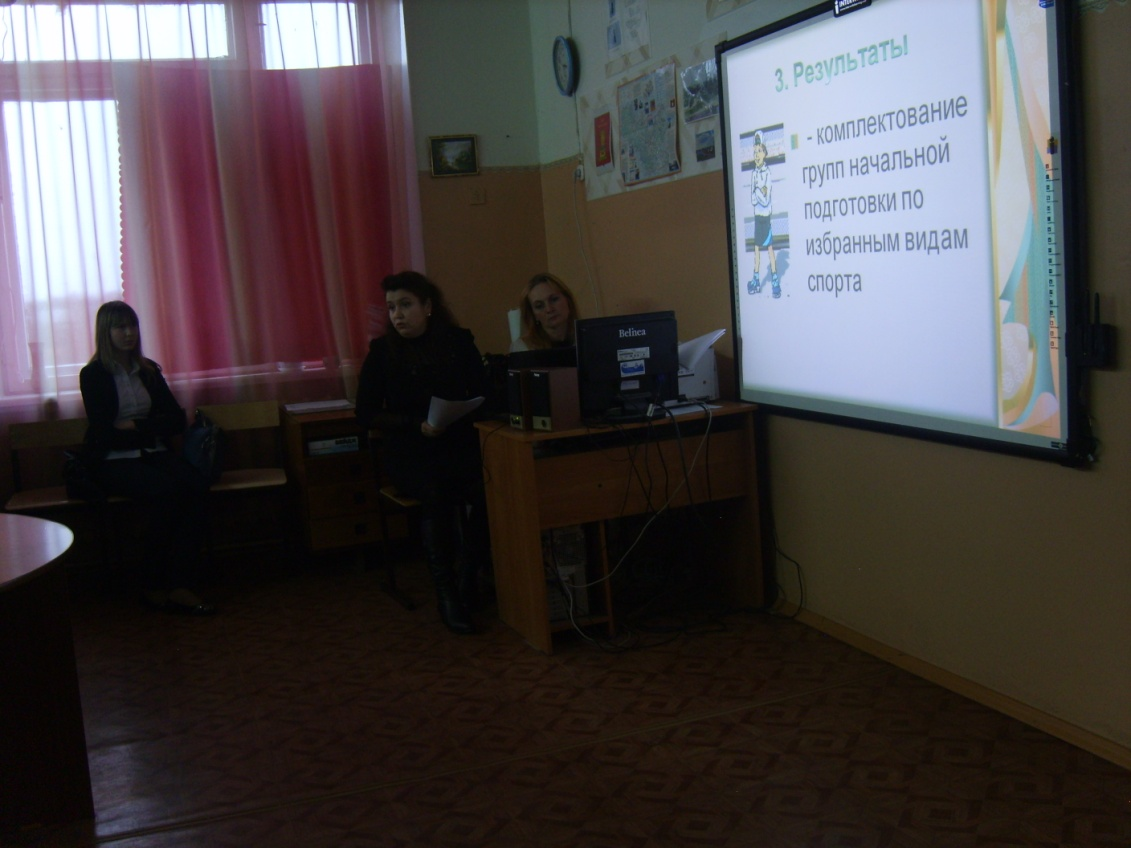 3. Результаты
- комплектование
групп начальной
подготовки по
избранным видам
спорта
Belinea